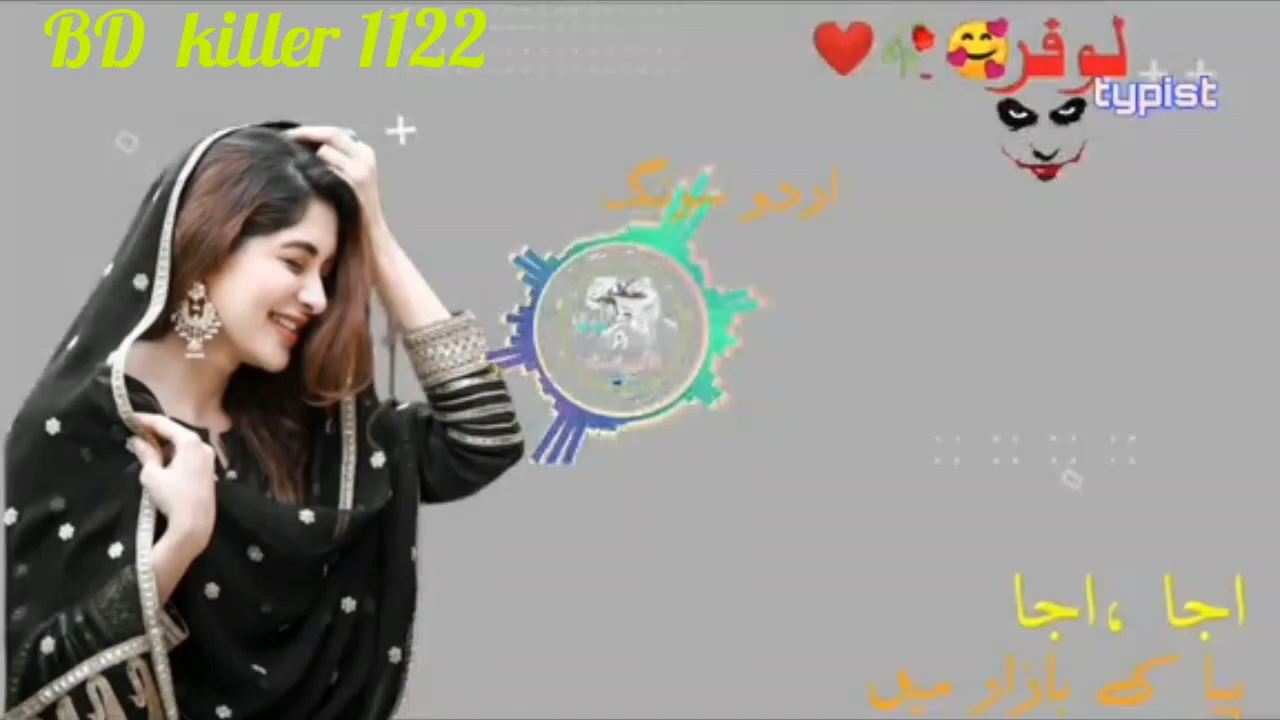 BD killer 1122
لوفر
typist
اردو سونگ
اجا ،اجا
پیا کے بازار میں